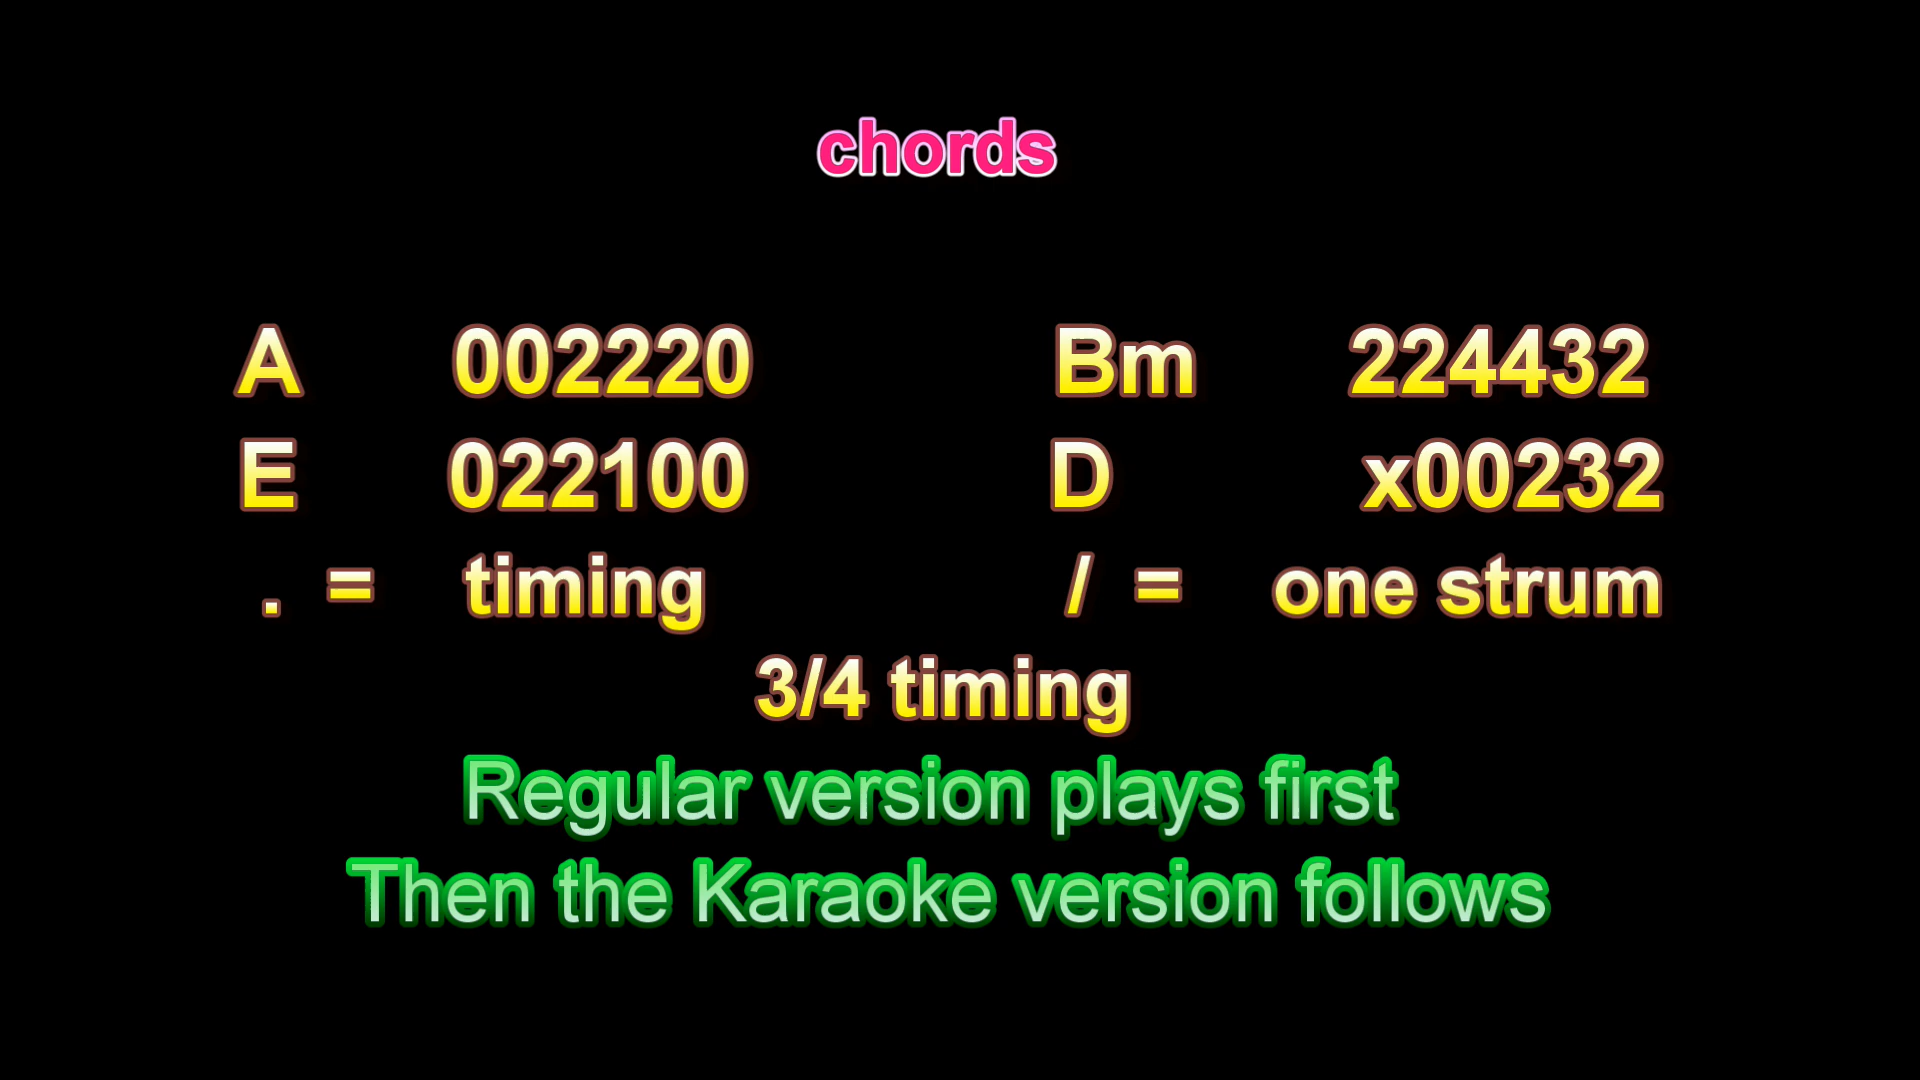 chords
A 002220 Bm 224432
E 022100 D x00232
. = timing / = one strum
3/4 timing
Regular version plays first
Then the Karaoke version follows